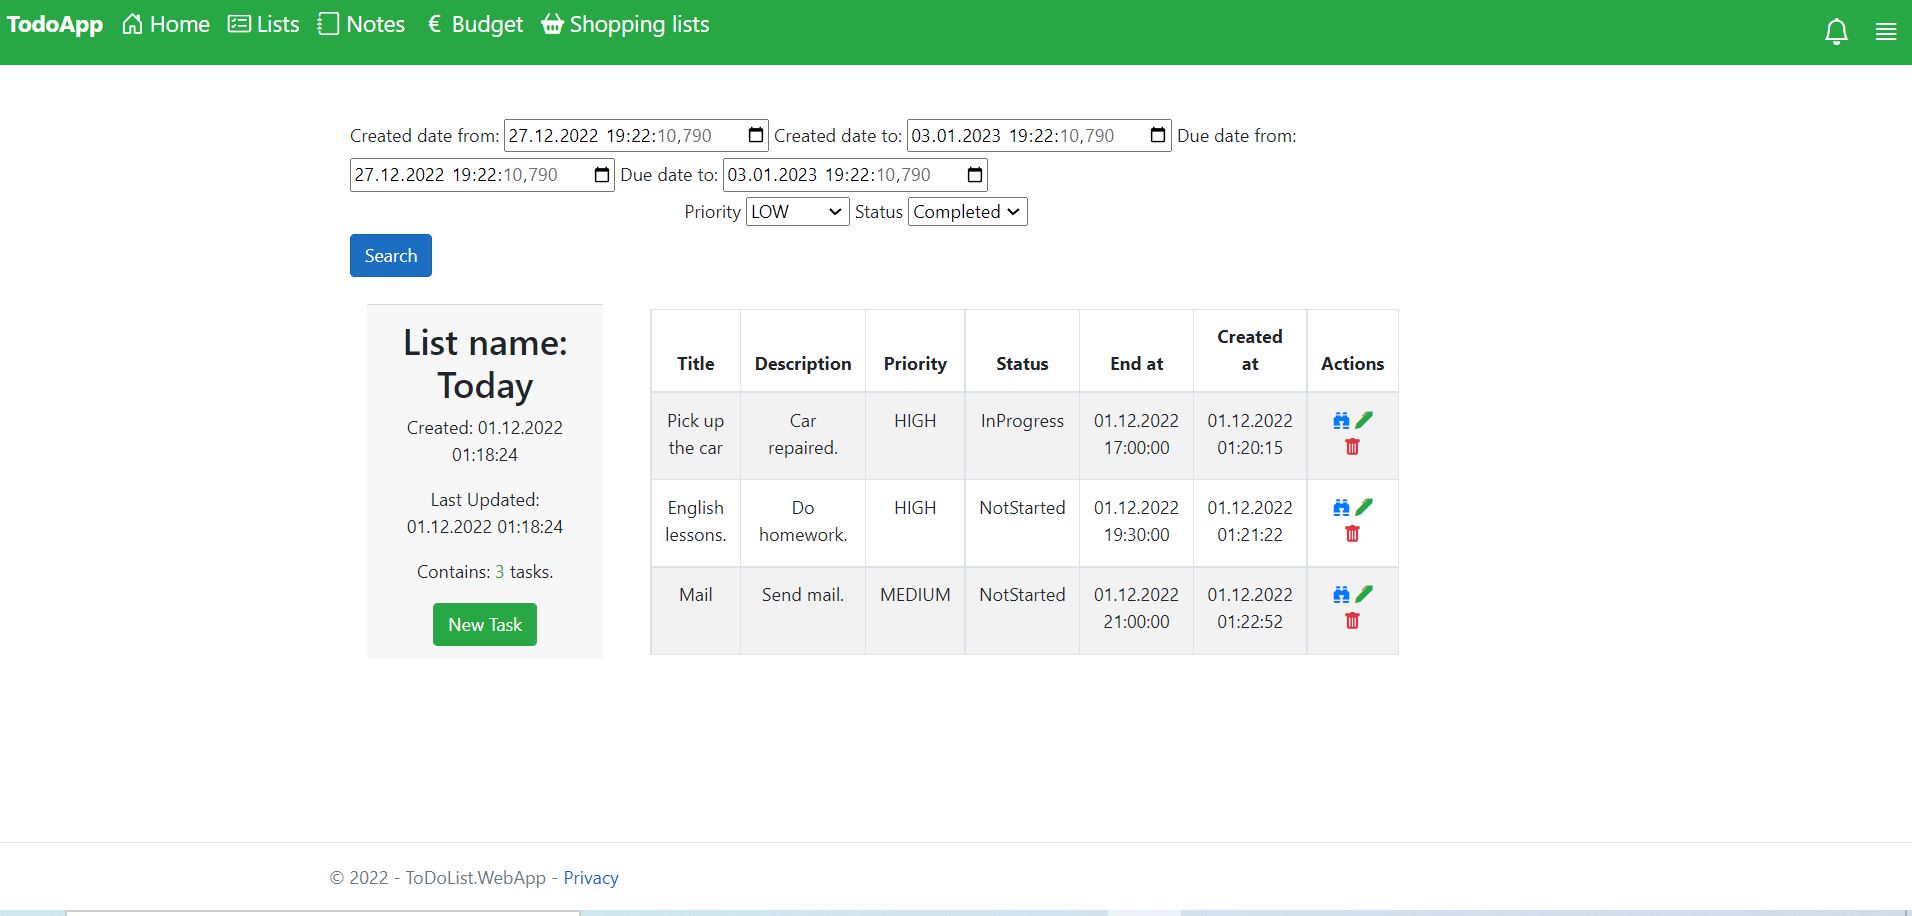 TodoApp Home Lists Notes € Budget Shopping lists
Created date from: 27.12.2022 19:22:10,790 Created date to: 03.01.2023 19:22:10,790 Due date from:
27.12.2022 19:22:10,790 Due date to: 03.01.2023 19:22:10,790
Priority LOW Status Completed
Search
List name:
Today
Created: 01.12.2022
01:18:24
Last Updated:
01.12.2022 01:18:24
Contains: 3 tasks.
New Task
Title Description Priority Status End at Created at Actions
Pick up the car Car repaired. HIGH InProgress 01.12.2022 17:00:00 01.12.2022 01:20:15
English lessons. Do homework. HIGH NotStarted 01.12.2022 19:30:00 01.12.2022 01:21:22
Mail Send mail. MEDIUM NotStarted 01.12.2022 21:00:00 01.12.2022 01:22:52
© 2022 - ToDoList.WebApp - Privacy